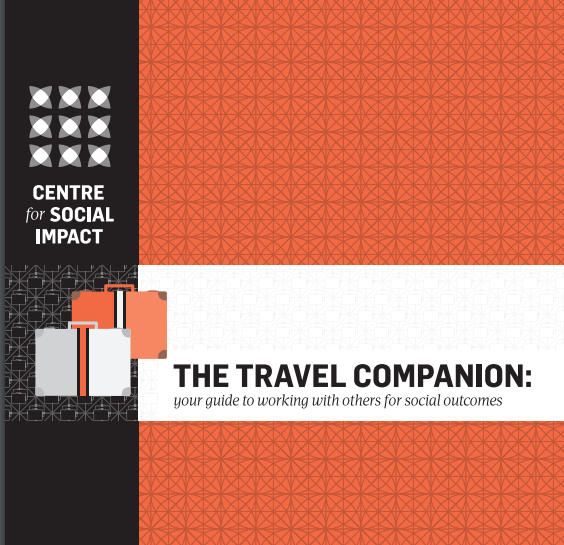 CENTRE
for SOCIAL
IMPACT
THE TRAVEL COMPANION:
your guide to working with others for social outcomes